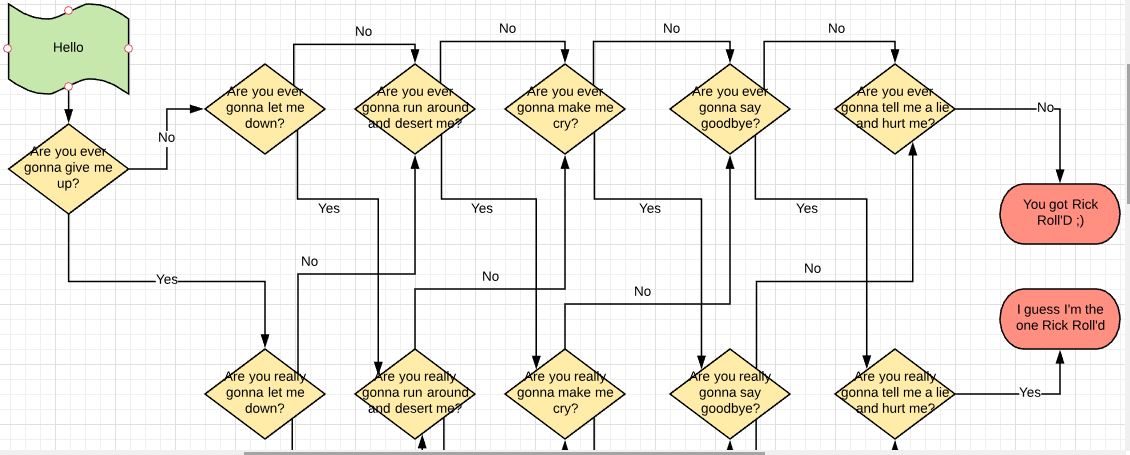 Hello
No
No
No
No
Are you ever
gonna let me
down?
Are you ever
gonna run around
and desert me?
Are you ever
gonna make me
cry?
Are you ever
gonna say
goodbye?
Are you ever
gonna tell me a lie
and hurt me?
No
No
Are you ever
gonna give me
up?
Yes
Yes
Yes
Yes
You got Rick
Roll'D ;)
Yes
No
No
No
No
I guess I'm the
one Rick Roll'd
Are you really
gonna let me
down?
Are you really
gonna run around
and desert me?
Are you really
gonna make me
cry?
Are you really
gonna say
goodbye?
Are you really
gonna tell me a lie
and hurt me?
Yes